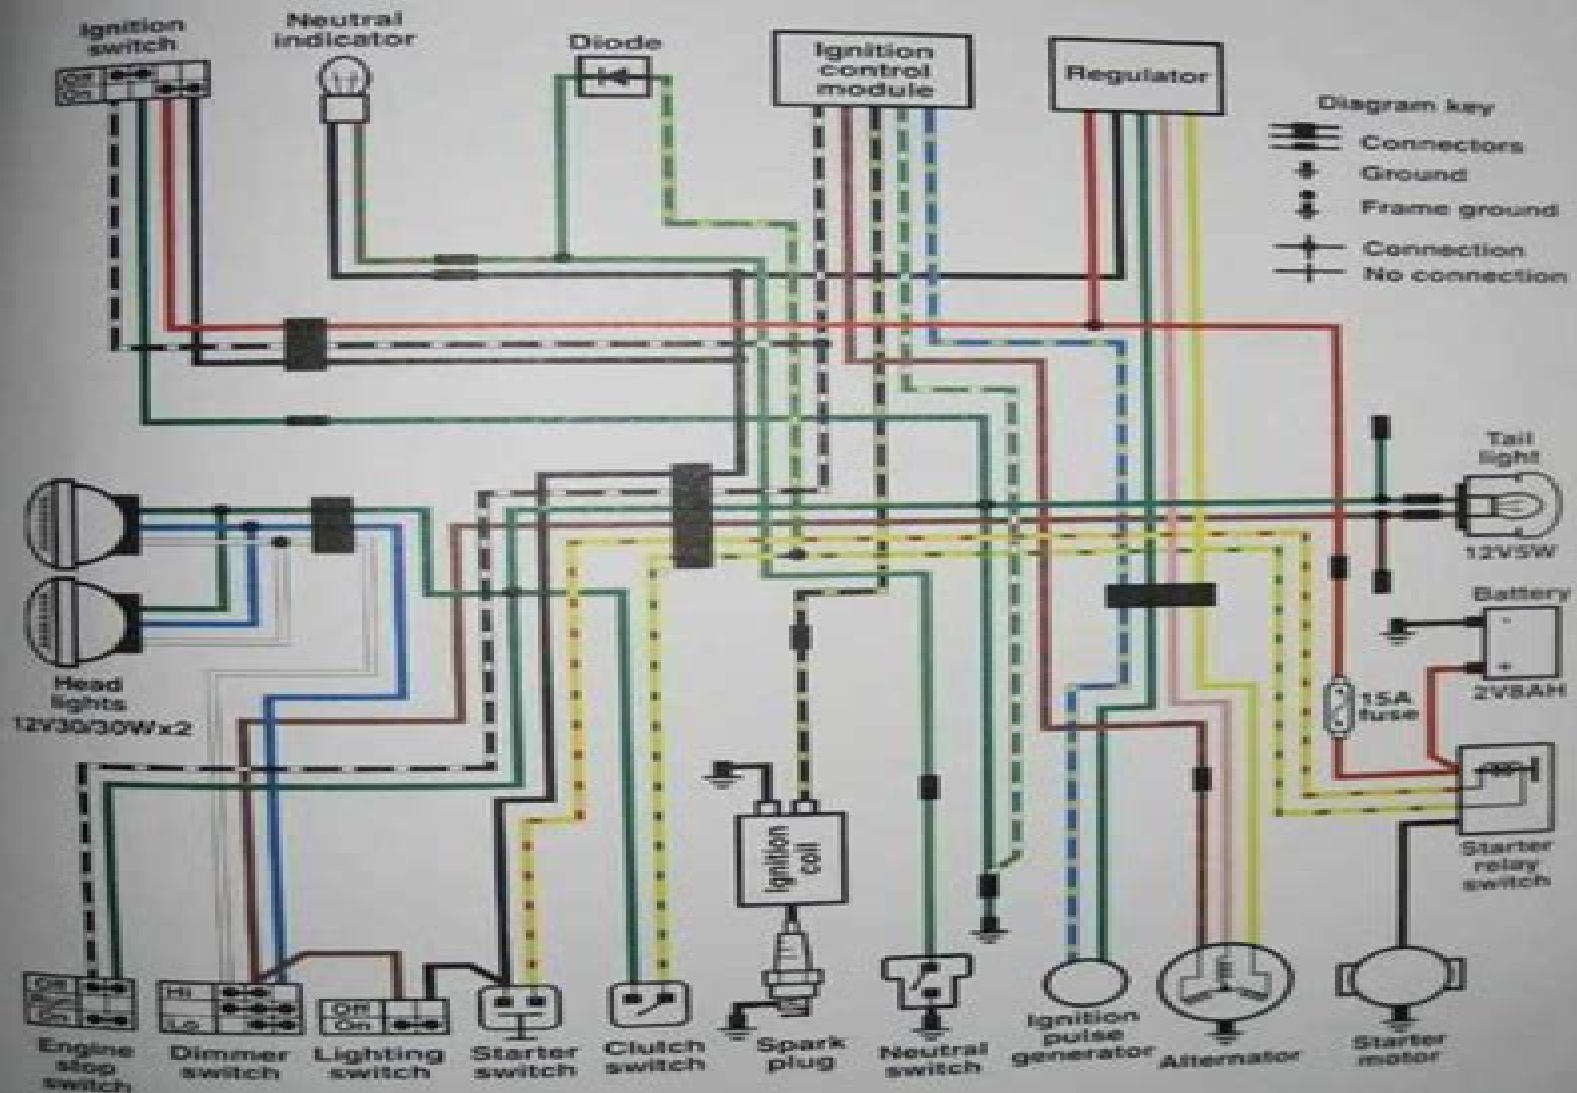 Ignition
switch
Off
On
Neutral
indicator
Diode
Ignition
control
module
Regulator
Diagram key
Connectors
Ground
Frame ground
Connection
No connection
Tail
light
12V5W
Battery
-
+
2V8AH
15A
fuse
Starter
relay
switch
Head
lights
12V30/30Wx2
Ignition
coil
Off
On
Engine
stop
switch
Hi
Lo
Dimmer
switch
Off
On
Lighting
switch
Starter
switch
Clutch
switch
Spark
plug
Neutral
switch
Ignition
pulse
generator
Alternator
Starter
motor